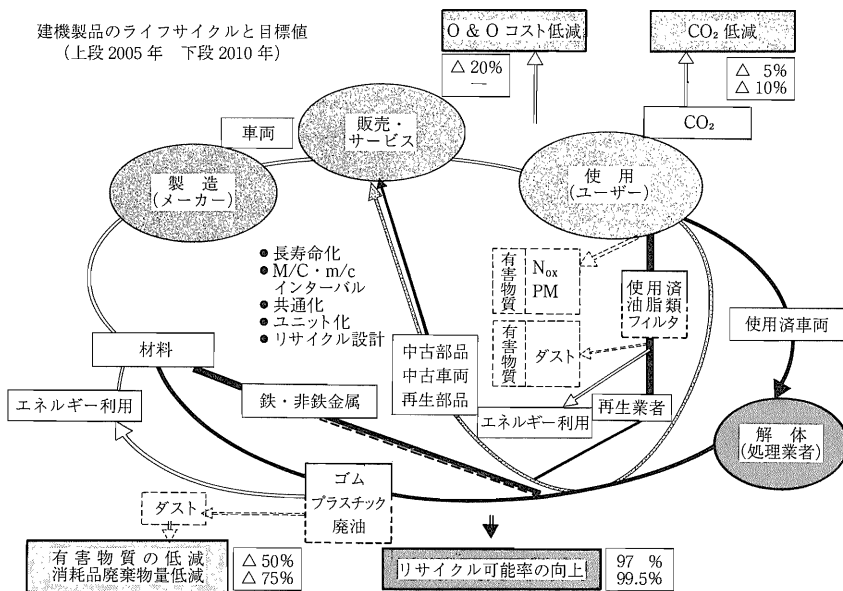 建機製品のライフサイクルと目標値
(上段 2005 年　下段 2010 年)
O & O コスト低減
△ 20%
—
CO₂ 低減
△ 5%
△ 10%
CO₂
車両
販売・
サービス
製 造
(メーカー)
使 用
(ユーザー)
● 長寿命化
● M/C・m/c
インターバル
● 共通化
● ユニット化
● リサイクル設計
有害物質
Nox
PM
有害物質
ダスト
使用済
油脂類
フィルタ
使用済車両
材料
中古部品
中古車両
再生部品
エネルギー利用
鉄・非鉄金属
エネルギー利用
再生業者
解 体
(処理業者)
ゴム
プラスチック
廃油
ダスト
有害物質の低減
消耗品廃棄物量低減
△ 50%
△ 75%
リサイクル可能率の向上
97 %
99.5%